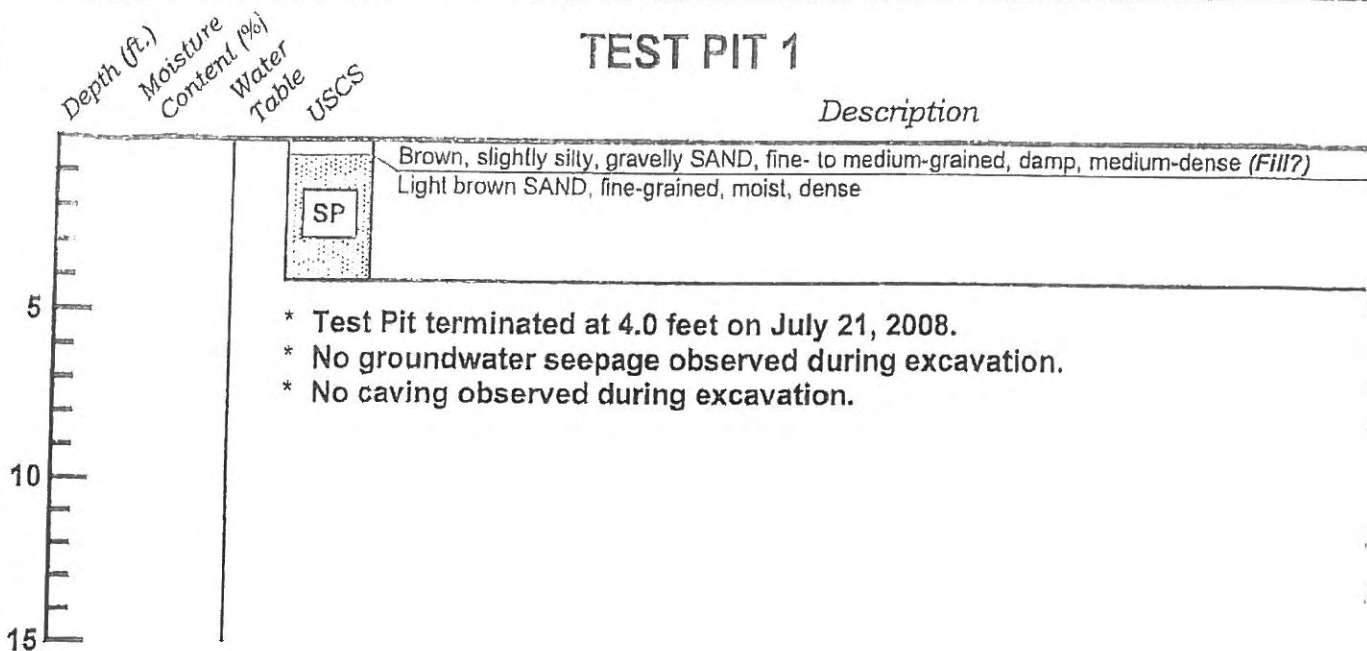 TEST PIT 1
Depth (ft.)
Moisture
Content (%)
Water
Table
USCS
Description
Brown, slightly silty, gravelly SAND, fine- to medium-grained, damp, medium-dense (Fill?)
Light brown SAND, fine-grained, moist, dense
SP
5
* Test Pit terminated at 4.0 feet on July 21, 2008.
* No groundwater seepage observed during excavation.
* No caving observed during excavation.
10
15